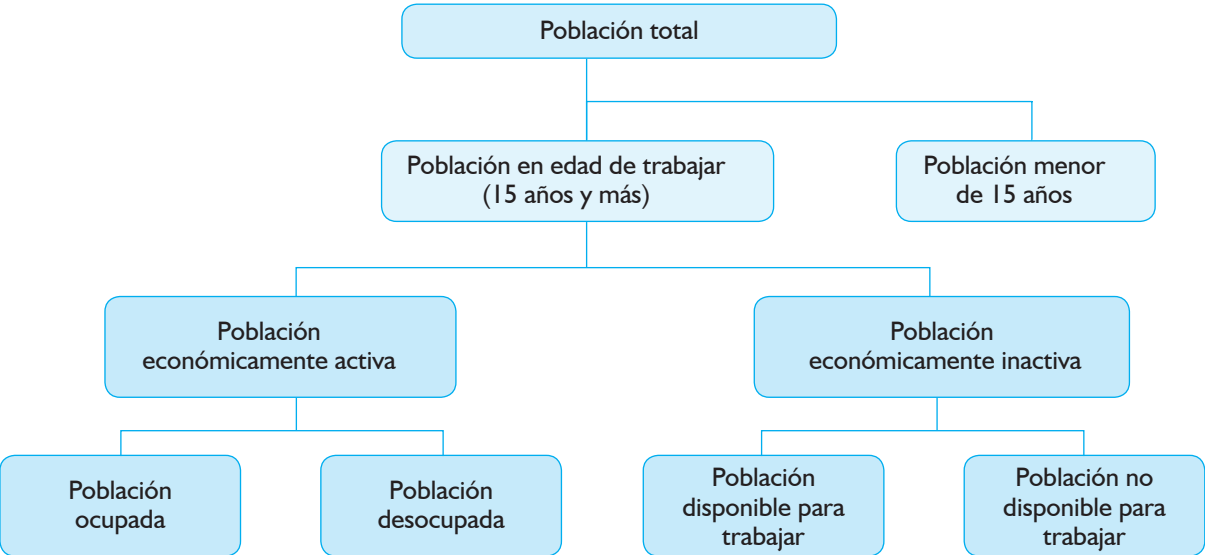 Población total
Población en edad de trabajar
(15 años y más)
Población menor
de 15 años
Población
económicamente activa
Población
económicamente inactiva
Población
ocupada
Población
desocupada
Población
disponible para
trabajar
Población no
disponible para
trabajar